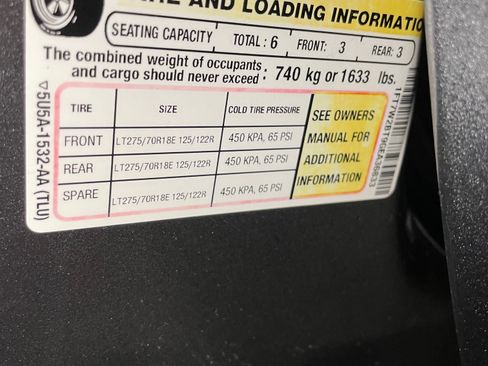 TIRE AND LOADING INFORMATION
SEATING CAPACITY TOTAL : 6 FRONT: 3 REAR: 3
The combined weight of occupants
and cargo should never exceed : 740 kg or 1633 lbs.
TIRE SIZE COLD TIRE PRESSURE SEE OWNERS
FRONT LT275/70R18E 125/122R 450 KPA, 65 PSI MANUAL FOR
REAR LT275/70R18E 125/122R 450 KPA, 65 PSI ADDITIONAL
SPARE LT275/70R18E 125/122R 450 KPA, 65 PSI INFORMATION
▽5U5A-1532-AA (TLU)